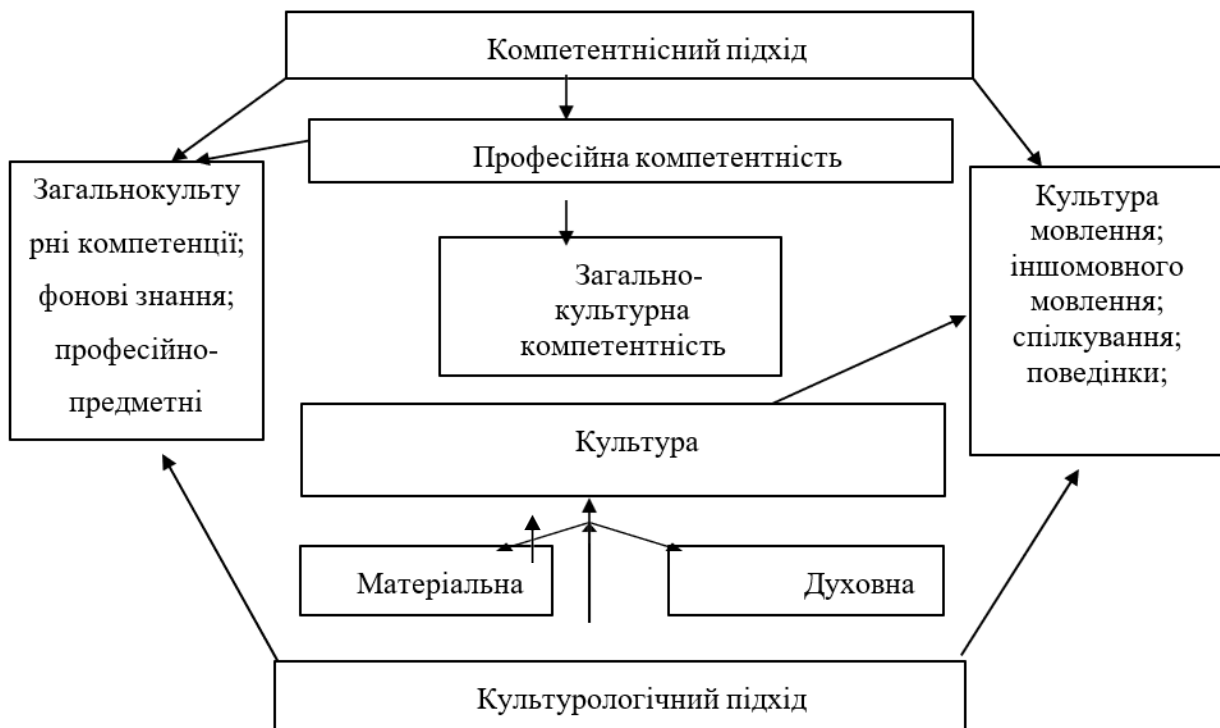 Компетентнісний підхід
Професійна компетентність
Загальнокульту
рні компетенції;
фонові знання;
професійно-
предметні
Загально-
культурна
компетентність
Культура
мовлення;
іншомовного
мовлення;
спілкування;
поведінки;
Культура
Матеріальна
Духовна
Культурологічний підхід